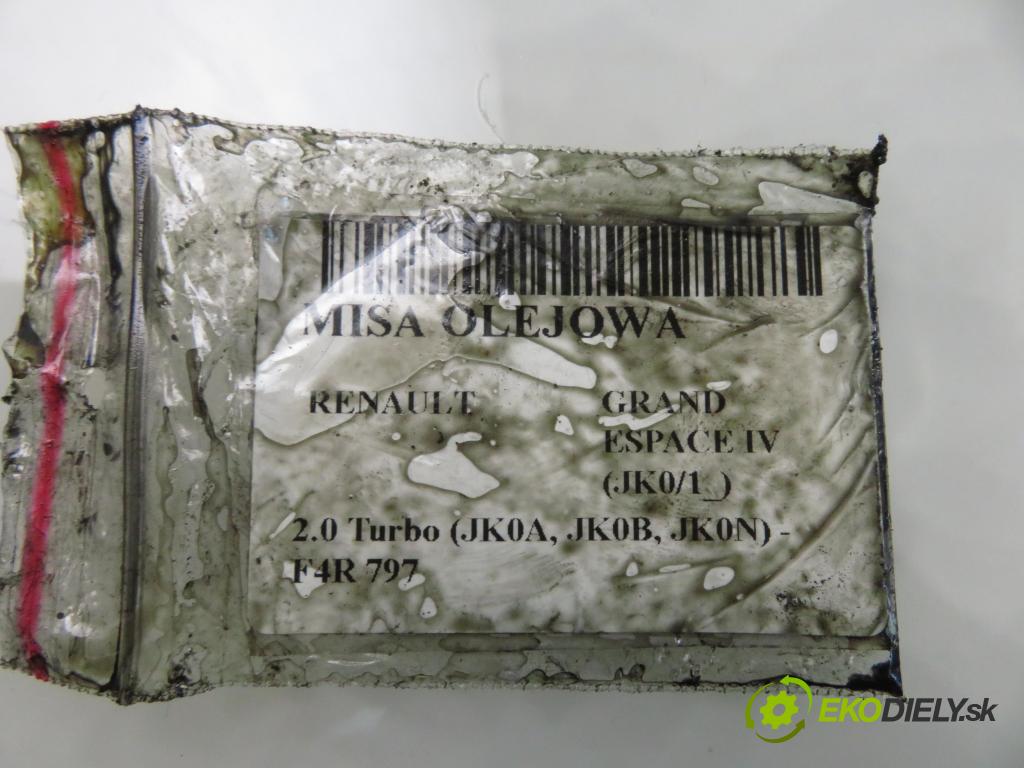 MISA OLEJOWA
RENAULT GRAND
ESPACE IV
(JK0/1_)
2.0 Turbo (JK0A, JK0B, JK0N) -
F4R 797
EKODIELY.sk